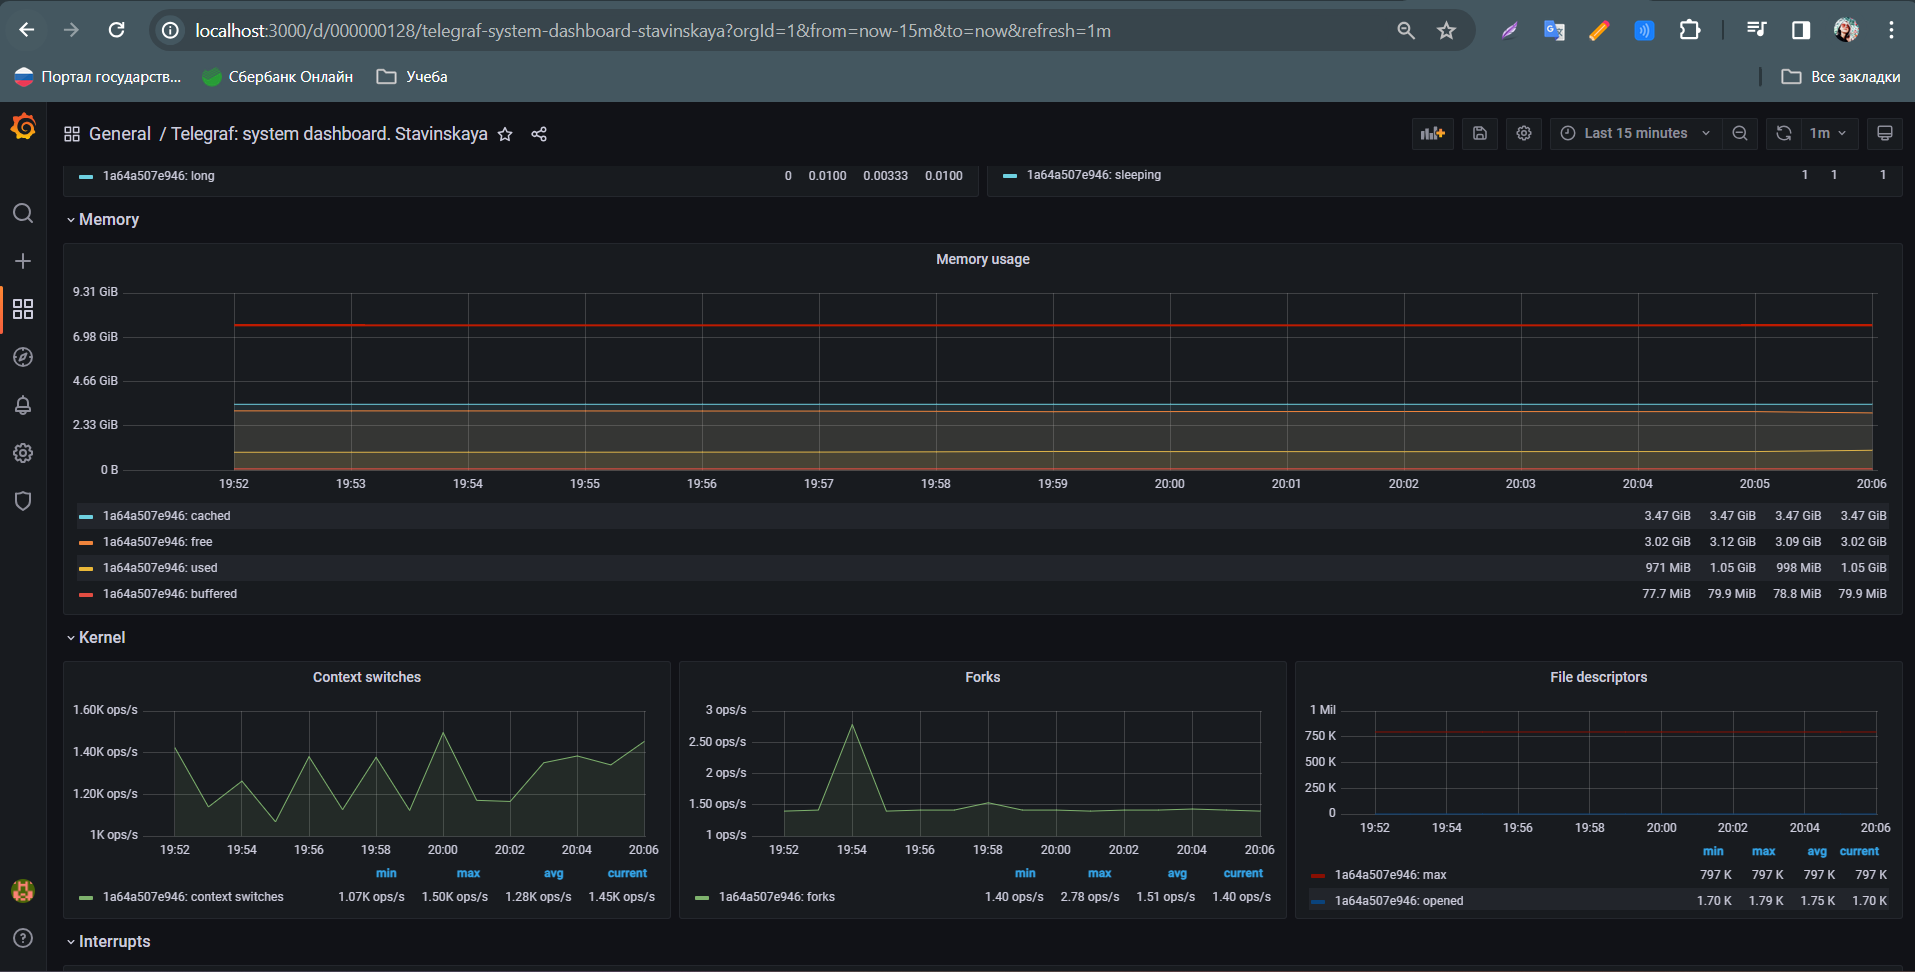 localhost:3000/d/000000128/telegraf-system-dashboard-stavinskaya?orgId=1&from=now-15m&to=now&refresh=1m
Портал государств... Сбербанк Онлайн Учеба Все закладки
General / Telegraf: system dashboard. Stavinskaya Last 15 minutes 1m
1a64a507e946: long 0 0.0100 0.00333 0.0100 1a64a507e946: sleeping 1 1 1
Memory
Memory usage
9.31 GiB
6.98 GiB
4.66 GiB
2.33 GiB
0 B
19:52 19:53 19:54 19:55 19:56 19:57 19:58 19:59 20:00 20:01 20:02 20:03 20:04 20:05 20:06
1a64a507e946: cached 3.47 GiB 3.47 GiB 3.47 GiB 3.47 GiB
1a64a507e946: free 3.02 GiB 3.12 GiB 3.09 GiB 3.02 GiB
1a64a507e946: used 971 MiB 1.05 GiB 998 MiB 1.05 GiB
1a64a507e946: buffered 77.7 MiB 79.9 MiB 78.8 MiB 79.9 MiB
Kernel
Context switches
1.60K ops/s
1.40K ops/s
1.20K ops/s
1K ops/s
19:52 19:54 19:56 19:58 20:00 20:02 20:04 20:06
min max avg current
1a64a507e946: context switches 1.07K ops/s 1.50K ops/s 1.28K ops/s 1.45K ops/s
Forks
3 ops/s
2.50 ops/s
2 ops/s
1.50 ops/s
1 ops/s
19:52 19:54 19:56 19:58 20:00 20:02 20:04 20:06
min max avg current
1a64a507e946: forks 1.40 ops/s 2.78 ops/s 1.51 ops/s 1.40 ops/s
File descriptors
1 Mil
750 K
500 K
250 K
0
19:52 19:54 19:56 19:58 20:00 20:02 20:04 20:06
min max avg current
1a64a507e946: max 797 K 797 K 797 K 797 K
1a64a507e946: opened 1.70 K 1.79 K 1.75 K 1.70 K
Interrupts